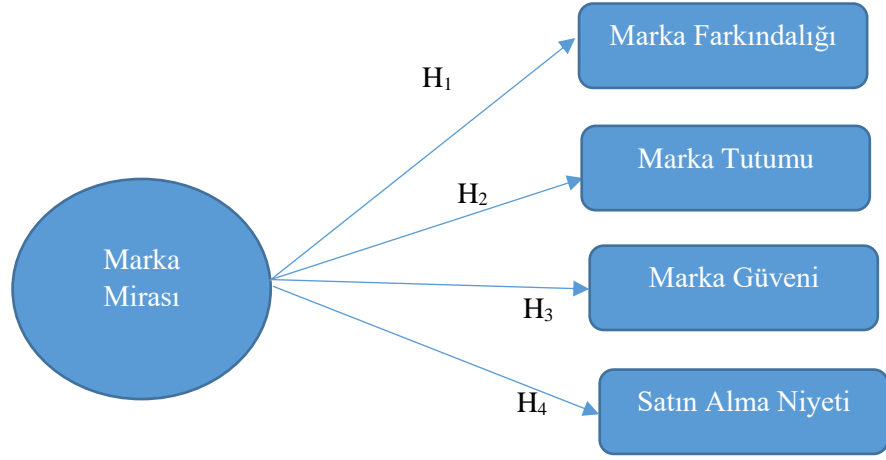 Marka Farkındalığı
H1
Marka Tutumu
H2
Marka
Mirası
Marka Güveni
H3
Satın Alma Niyeti
H4